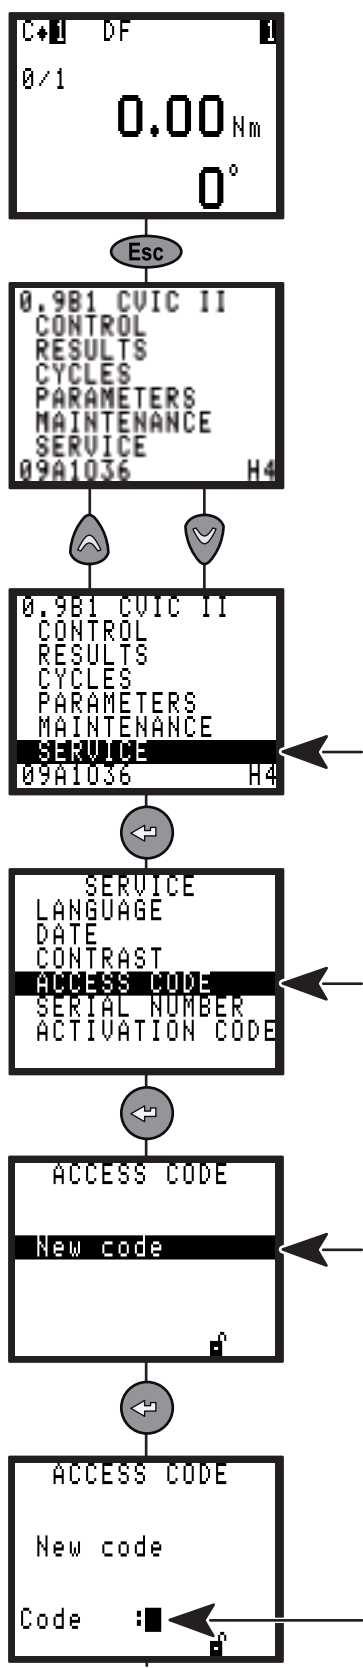 C♦1 DF 1
0/1
0.00 Nm
0°
Esc
0.9B1 CVIC II
CONTROL
RESULTS
CYCLES
PARAMETERS
MAINTENANCE
SERVICE
09A1036 H4
0.9B1 CVIC II
CONTROL
RESULTS
CYCLES
PARAMETERS
MAINTENANCE
SERVICE
09A1036 H4
SERVICE
LANGUAGE
DATE
CONTRAST
ACCESS CODE
SERIAL NUMBER
ACTIVATION CODE
ACCESS CODE
New code
ACCESS CODE
New code
Code :